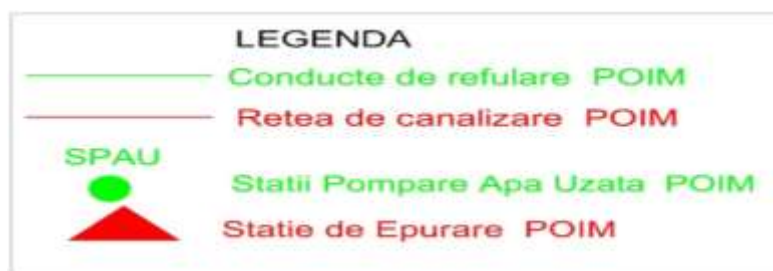 LEGENDA
Conducte de refulare POIM
Retea de canalizare POIM
SPAU
Statii Pompare Apa Uzata POIM
Statie de Epurare POIM